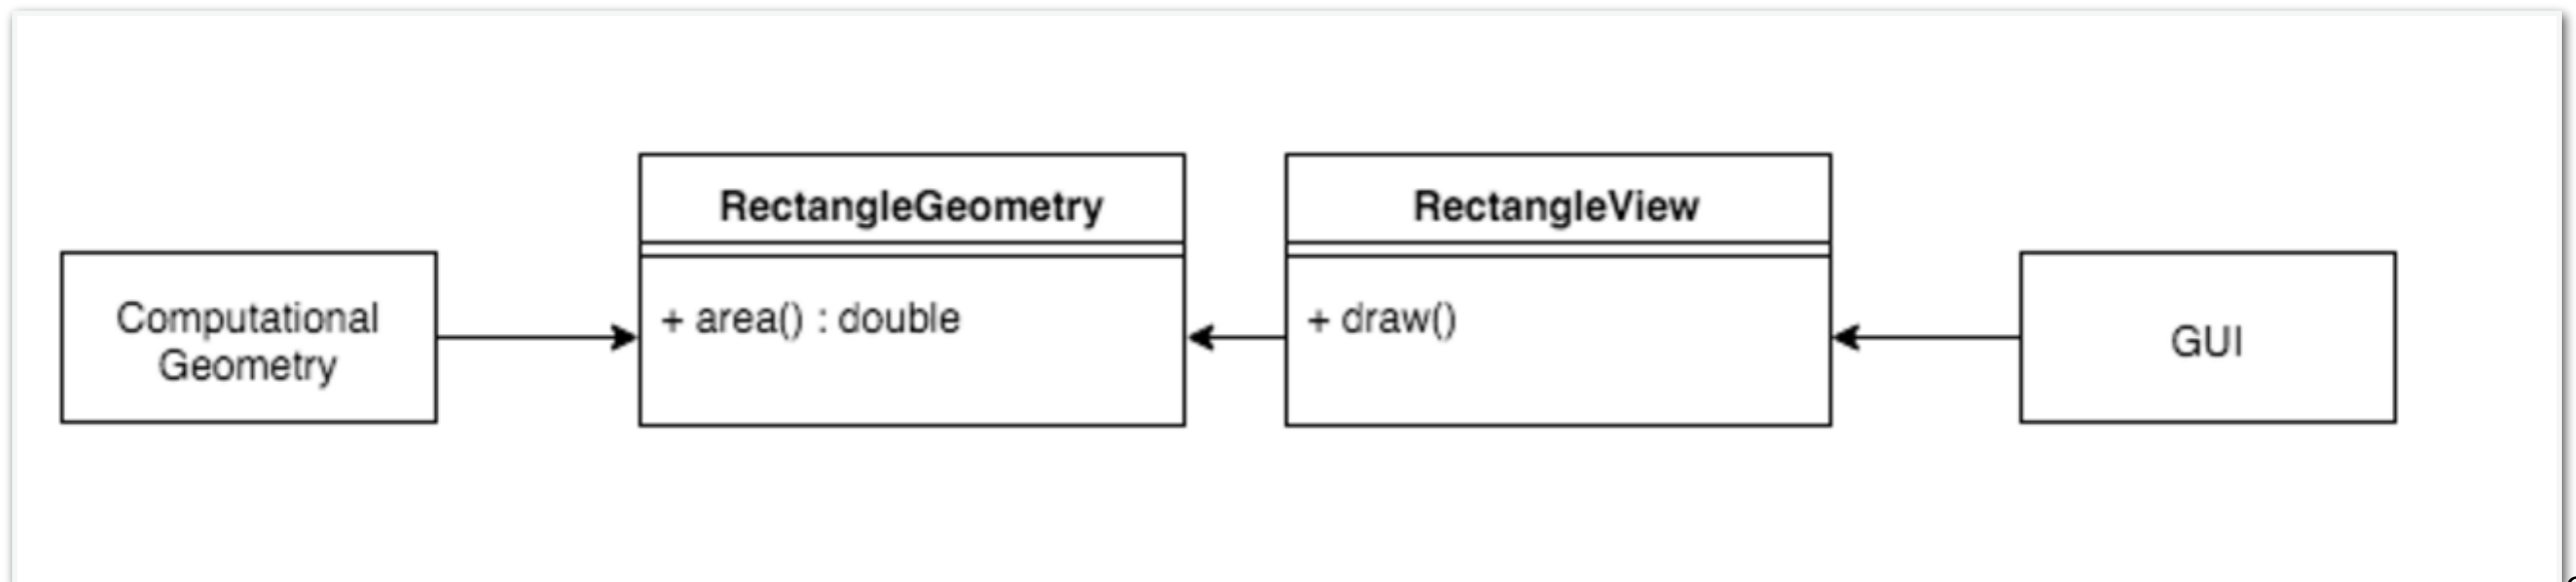 Computational
Geometry
RectangleGeometry
+ area() : double
RectangleView
+ draw()
GUI